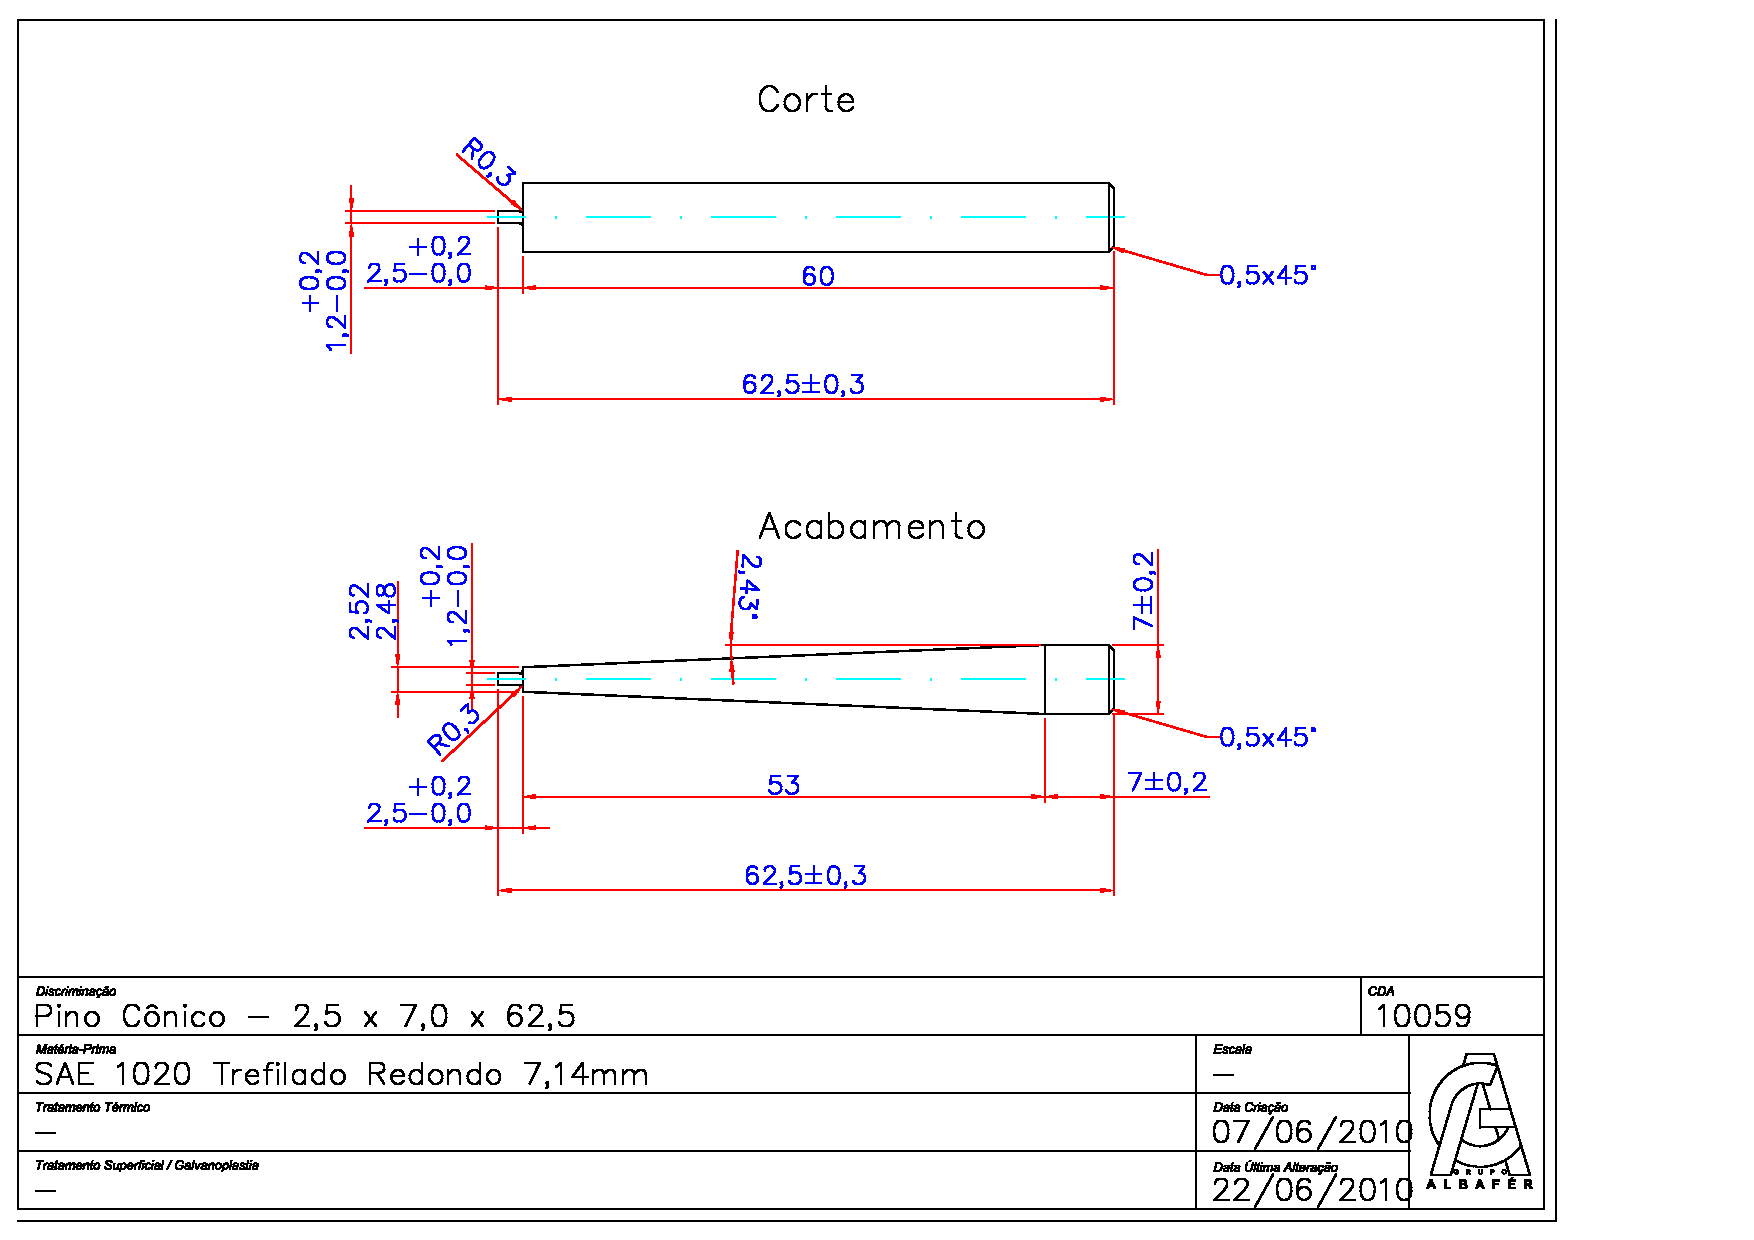 Corte
R0,3
+0,2
1,2-0,0
+0,2
2,5-0,0
60
0,5x45°
62,5±0,3
Acabamento
2,52
2,48
+0,2
1,2-0,0
2,43°
7±0,2
R0,3
0,5x45°
+0,2
2,5-0,0
53
7±0,2
62,5±0,3
Discriminação
Pino Cônico - 2,5 x 7,0 x 62,5
CDA
10059
Matéria-Prima
SAE 1020 Trefilado Redondo 7,14mm
Escala
-
Tratamento Térmico
-
Data Criação
07/06/2010
Tratamento Superficial / Galvanoplastia
-
Data Última Alteração
22/06/2010
GRUPO
ALBAFÉR